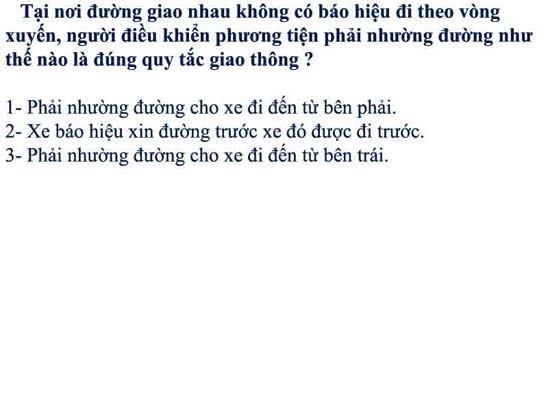 Tại nơi đường giao nhau không có báo hiệu đi theo vòng
xuyến, người điều khiển phương tiện phải nhường đường như
thế nào là đúng quy tắc giao thông ?
1- Phải nhường đường cho xe đi đến từ bên phải.
2- Xe báo hiệu xin đường trước xe đó được đi trước.
3- Phải nhường đường cho xe đi đến từ bên trái.